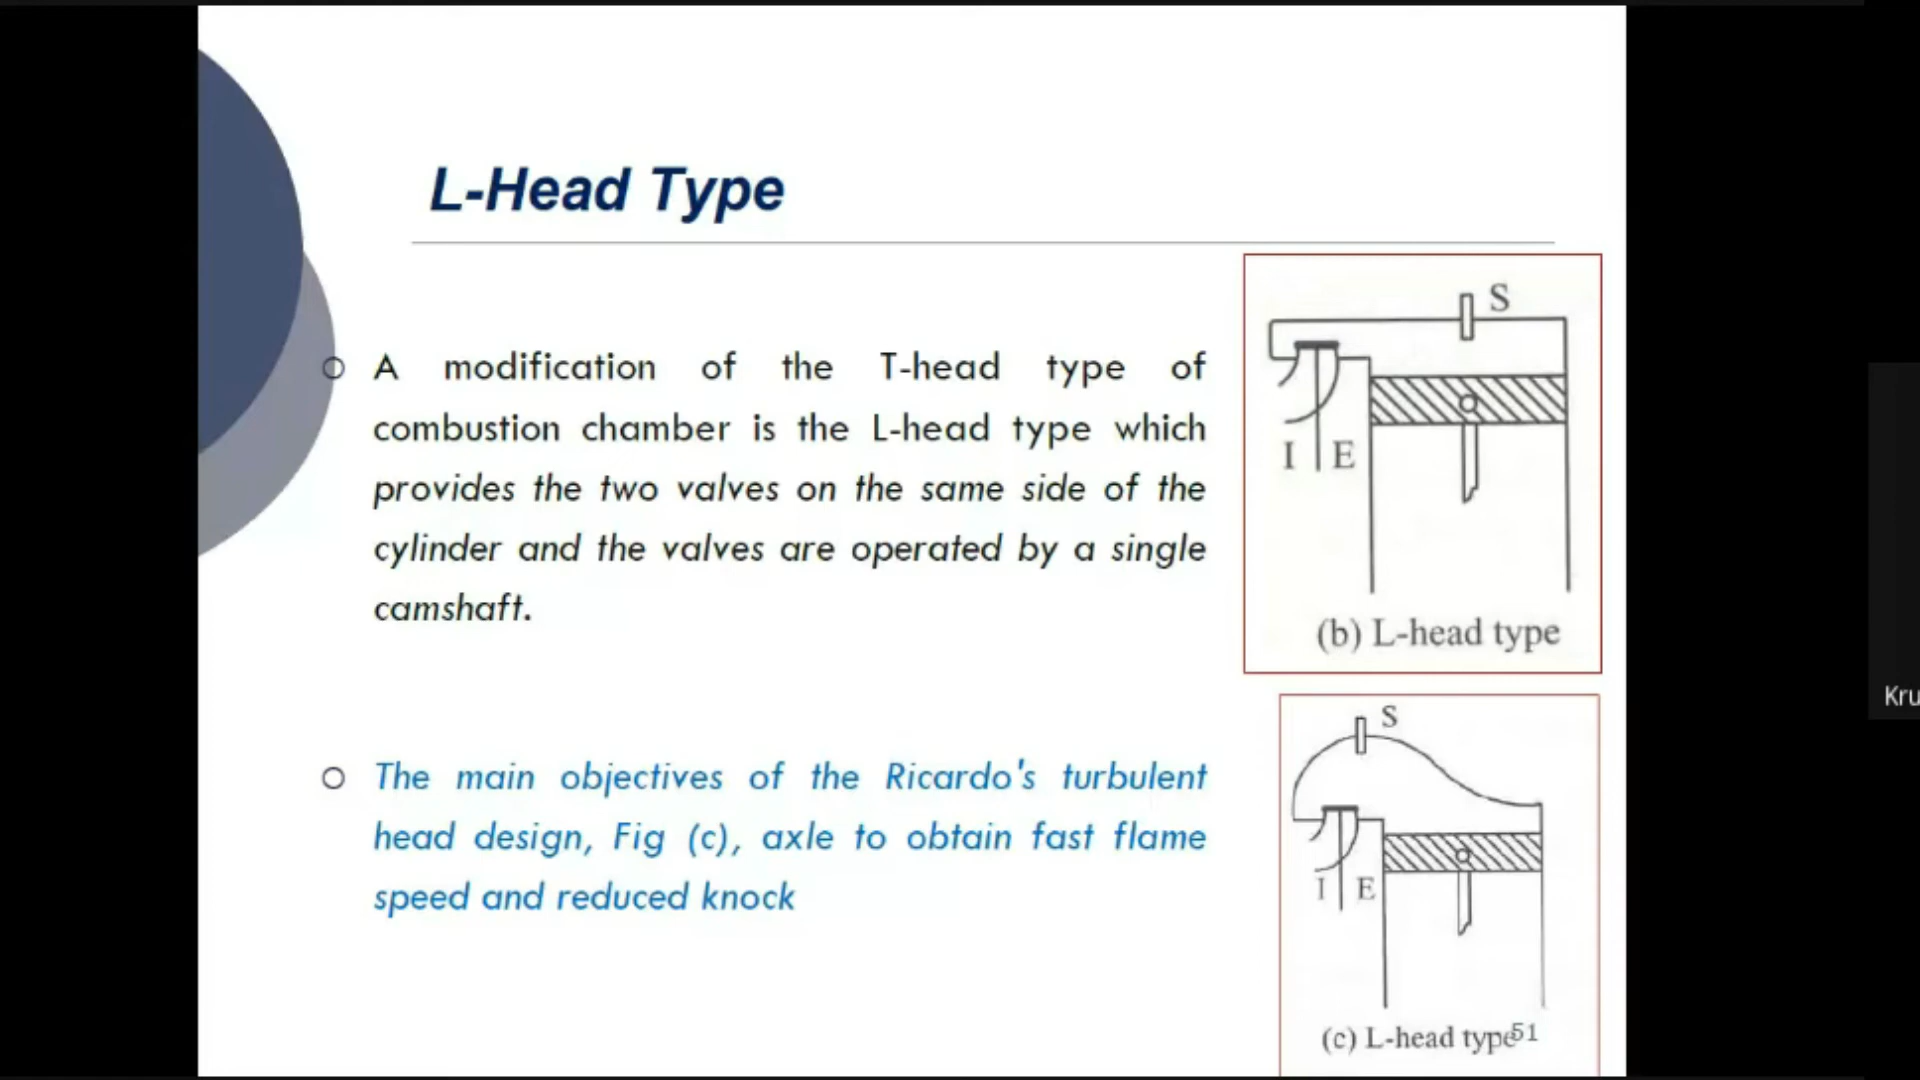 L-Head Type
A modification of the T-head type of
combustion chamber is the L-head type which
provides the two valves on the same side of the
cylinder and the valves are operated by a single
camshaft.
The main objectives of the Ricardo's turbulent
head design, Fig (c), axle to obtain fast flame
speed and reduced knock
S
I E
(b) L-head type
S
I E
(c) L-head type
51
Kru